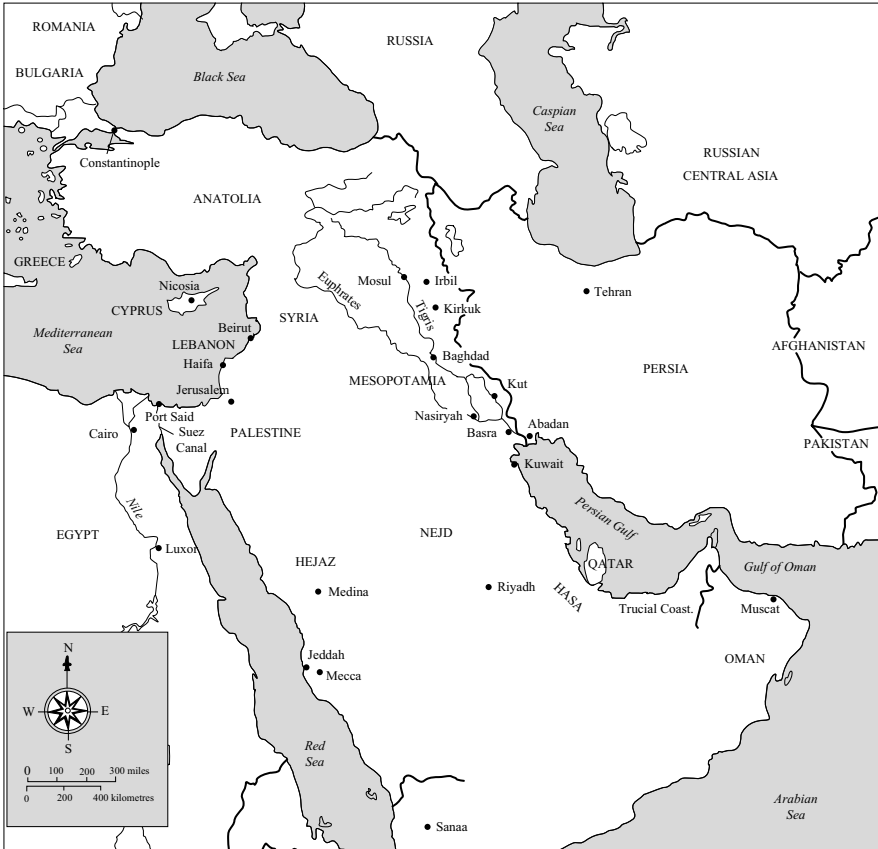 ROMANIA
RUSSIA
BULGARIA
Black Sea
Caspian
Sea
Constantinople
RUSSIAN
CENTRAL ASIA
ANATOLIA
GREECE
Nicosia
CYPRUS
Euphrates
Mosul
Irbil
Tigris
Kirkuk
Tehran
SYRIA
Mediterranean
Sea
Beirut
LEBANON
Haifa
Baghdad
AFGHANISTAN
PERSIA
MESOPOTAMIA
Kut
Jerusalem
Port Said
Nasiryah
Basra
Abadan
Cairo
Suez
Canal
PALESTINE
PAKISTAN
Kuwait
Nile
Persian Gulf
EGYPT
NEJD
Luxor
HEJAZ
QATAR
Gulf of Oman
Medina
Riyadh
HASA
Trucial Coast.
Muscat
N
W
E
S
Jeddah
Mecca
OMAN
Red
Sea
0 100 200 300 miles
0 200 400 kilometres
Sanaa
Arabian
Sea